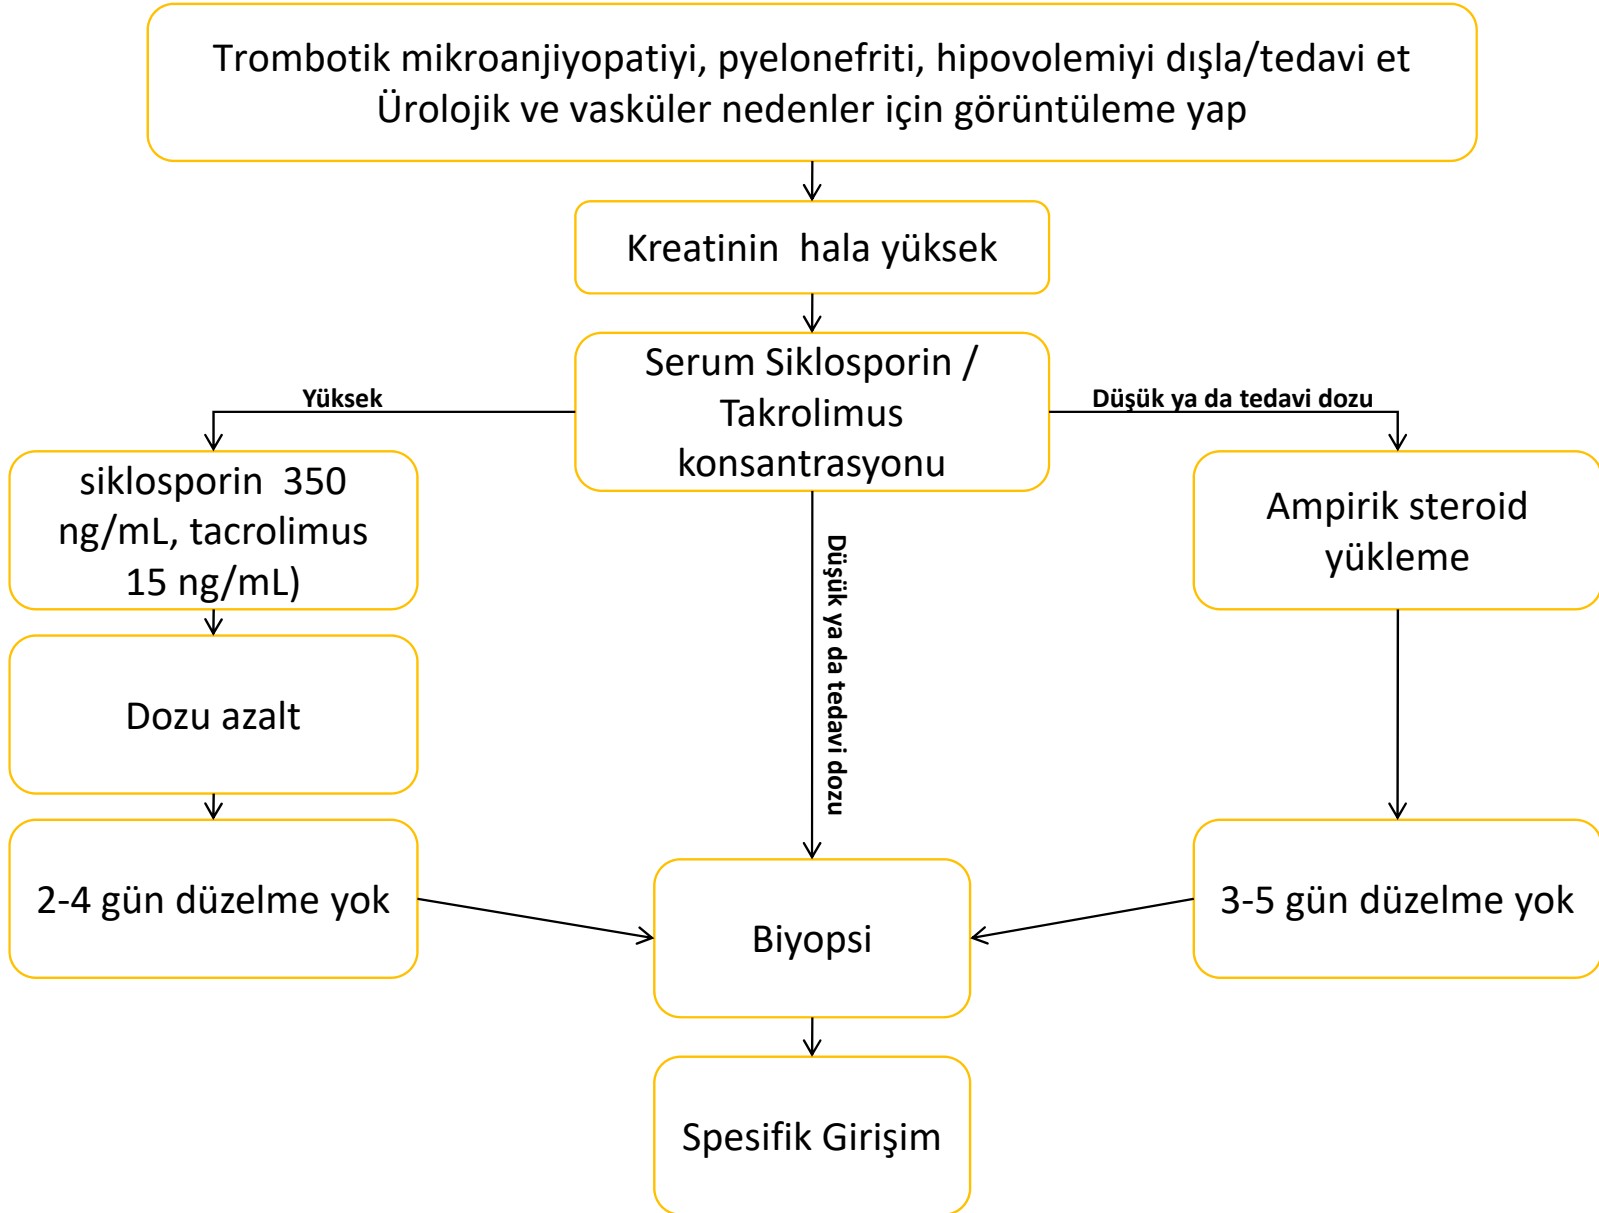 Trombotik mikroanjiyopatiyi, pyelonefriti, hipovolemiyi dışla/tedavi et
Ürolojik ve vasküler nedenler için görüntüleme yap
Kreatinin  hala yüksek
Serum Siklosporin /
Takrolimus
konsantrasyonu
Yüksek
Düşük ya da tedavi dozu
siklosporin  350
ng/mL, tacrolimus
15 ng/mL)
Düşük ya da tedavi dozu
Ampirik steroid
yükleme
Dozu azalt
2-4 gün düzelme yok
Biyopsi
3-5 gün düzelme yok
Spesifik Girişim